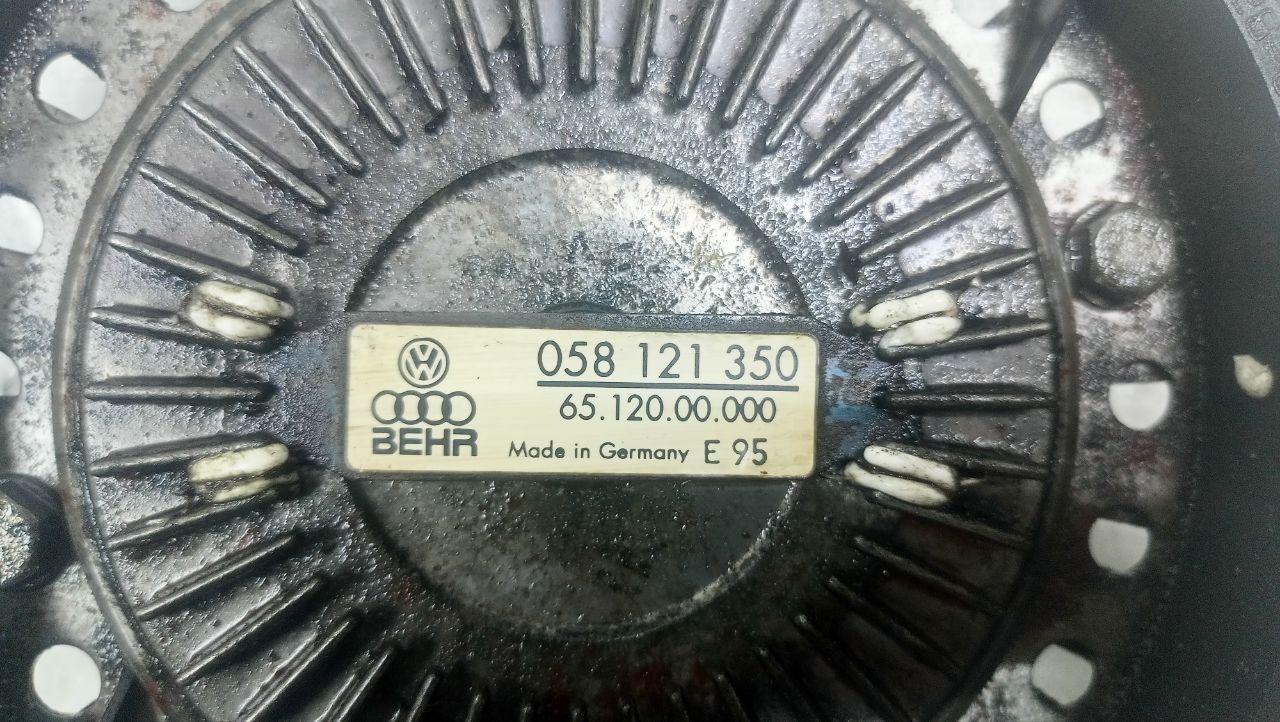 058 121 350
65.120.00.000
BEHR
Made in Germany E 95